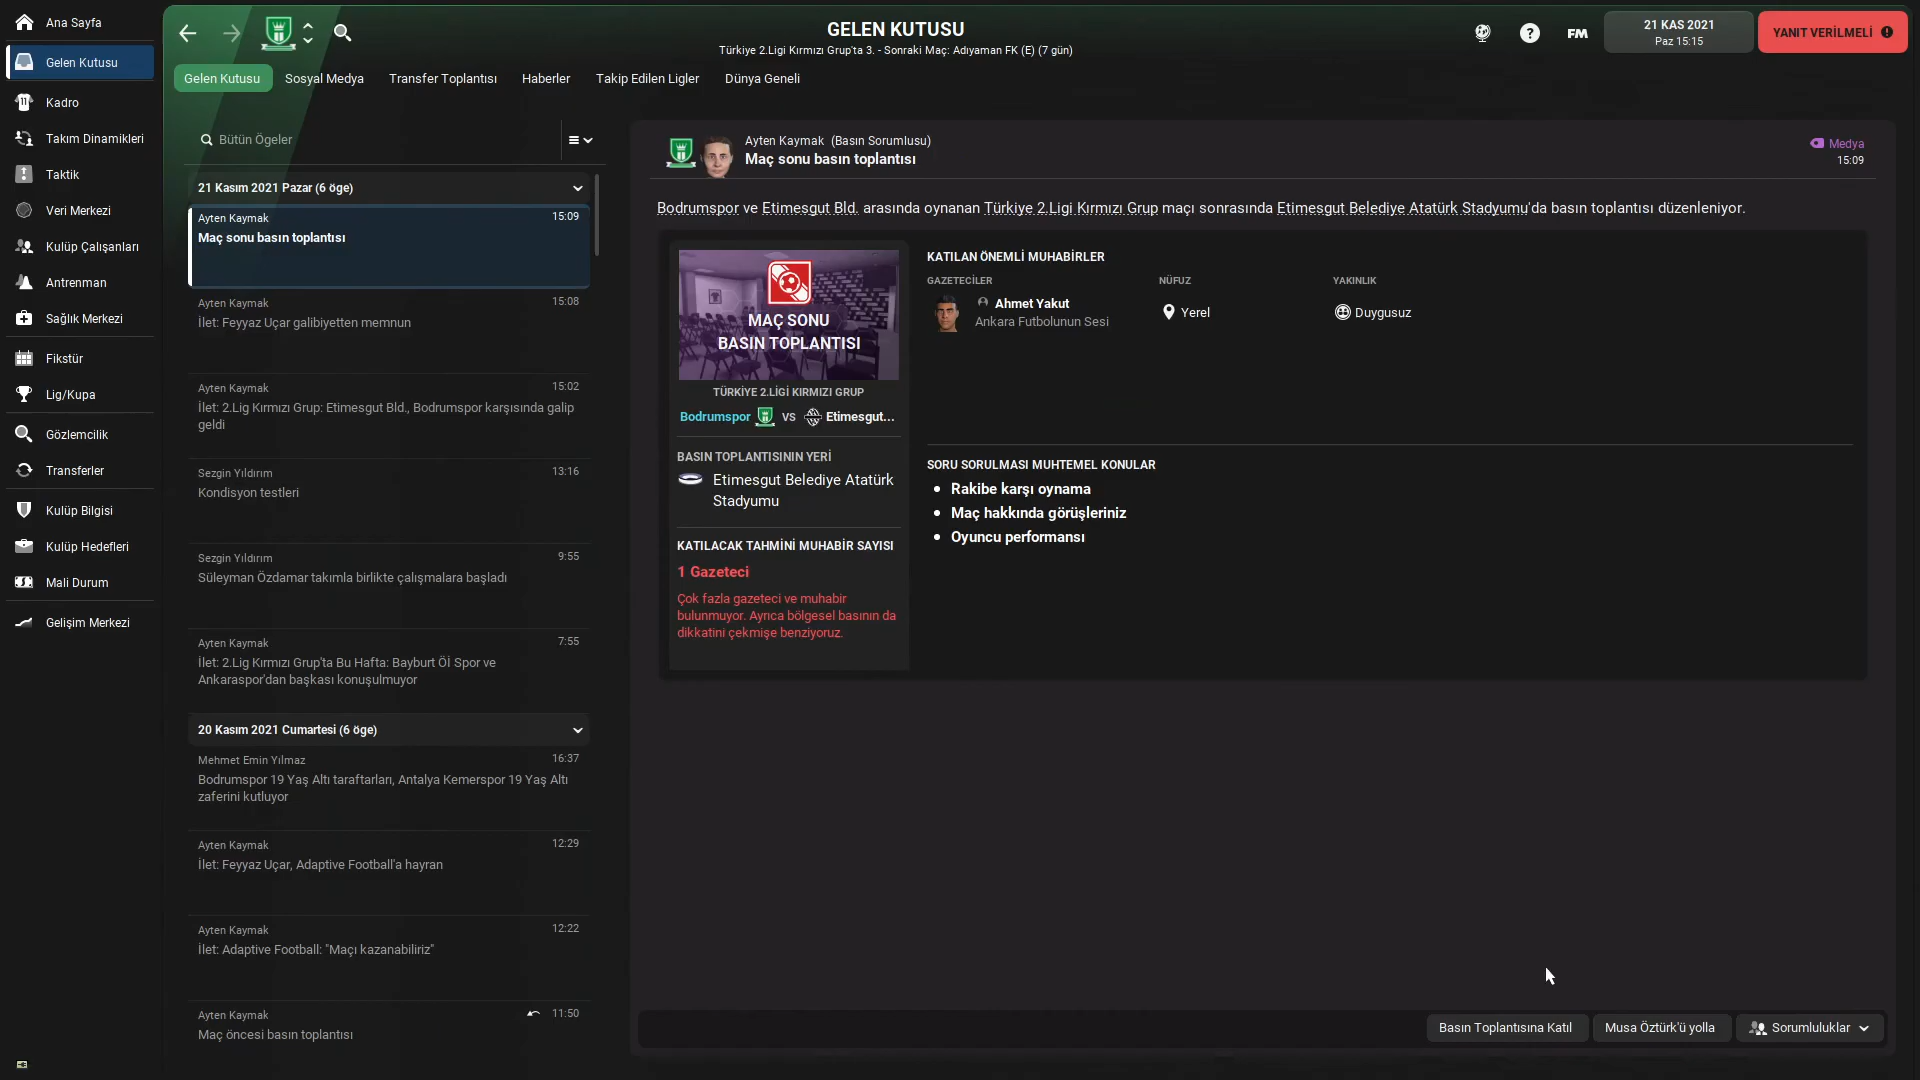 Ana Sayfa
Gelen Kutusu
Kadro
Takım Dinamikleri
Taktik
Veri Merkezi
Kulüp Çalışanları
Antrenman
Sağlık Merkezi
Fikstür
Lig/Kupa
Gözlemcilik
Transferler
Kulüp Bilgisi
Kulüp Hedefleri
Mali Durum
Gelişim Merkezi
GELEN KUTUSU
Türkiye 2.Ligi Kırmızı Grup'ta 3. - Sonraki Maç: Adıyaman FK (E) (7 gün)
FM
21 KAS 2021
Paz 15:15
YANIT VERİLMELİ
Gelen Kutusu
Sosyal Medya
Transfer Toplantısı
Haberler
Takip Edilen Ligler
Dünya Geneli
Bütün Ögeler
21 Kasım 2021 Pazar (6 öge)
Ayten Kaymak 15:09
Maç sonu basın toplantısı
Ayten Kaymak 15:08
İlet: Feyyaz Uçar galibiyetten memnun
Ayten Kaymak 15:02
İlet: 2.Lig Kırmızı Grup: Etimesgut Bld., Bodrumspor karşısında galip
geldi
Sezgin Yıldırım 13:16
Kondisyon testleri
Sezgin Yıldırım 9:55
Süleyman Özdamar takımla birlikte çalışmalara başladı
Ayten Kaymak 7:55
İlet: 2.Lig Kırmızı Grup'ta Bu Hafta: Bayburt Öİ Spor ve
Ankaraspor'dan başkası konuşulmuyor
20 Kasım 2021 Cumartesi (6 öge)
Mehmet Emin Yılmaz 16:37
Bodrumspor 19 Yaş Altı taraftarları, Antalya Kemerspor 19 Yaş Altı
zaferini kutluyor
Ayten Kaymak 12:29
İlet: Feyyaz Uçar, Adaptive Football'a hayran
Ayten Kaymak 12:22
İlet: Adaptive Football: "Maçı kazanabiliriz"
Ayten Kaymak 11:50
Maç öncesi basın toplantısı
Ayten Kaymak (Basın Sorumlusu)
Maç sonu basın toplantısı
Medya
15:09
Bodrumspor ve Etimesgut Bld. arasında oynanan Türkiye 2.Ligi Kırmızı Grup maçı sonrasında Etimesgut Belediye Atatürk Stadyumu'da basın toplantısı düzenleniyor.
MAÇ SONU
BASIN TOPLANTISI
TÜRKİYE 2.LİGİ KIRMIZI GRUP
Bodrumspor vs Etimesgut...
BASIN TOPLANTISININ YERİ
Etimesgut Belediye Atatürk
Stadyumu
KATILACAK TAHMİNİ MUHABİR SAYISI
1 Gazeteci
Çok fazla gazeteci ve muhabir
bulunmuyor. Ayrıca bölgesel basının da
dikkatini çekmişe benziyoruz.
KATILAN ÖNEMLİ MUHABİRLER
GAZETECİLER NÜFUZ YAKINLIK
Ahmet Yakut
Ankara Futbolunun Sesi
Yerel
Duygusuz
SORU SORULMASI MUHTEMEL KONULAR
Rakibe karşı oynama
Maç hakkında görüşleriniz
Oyuncu performansı
Basın Toplantısına Katıl
Musa Öztürk'ü yolla
Sorumluluklar